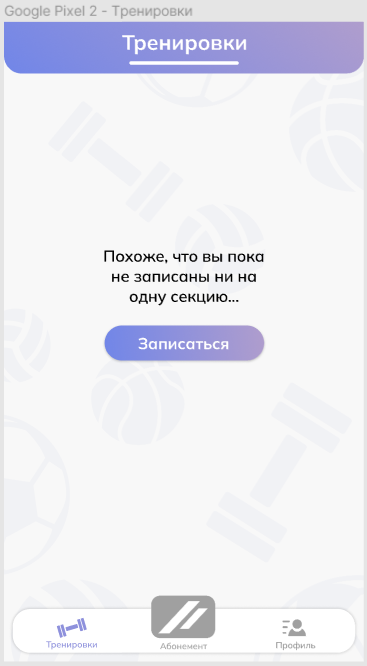 Google Pixel 2 - Тренировки
Тренировки
Похоже, что вы пока
не записаны ни на
одну секцию...
Записаться
Тренировки
Абонемент
Профиль